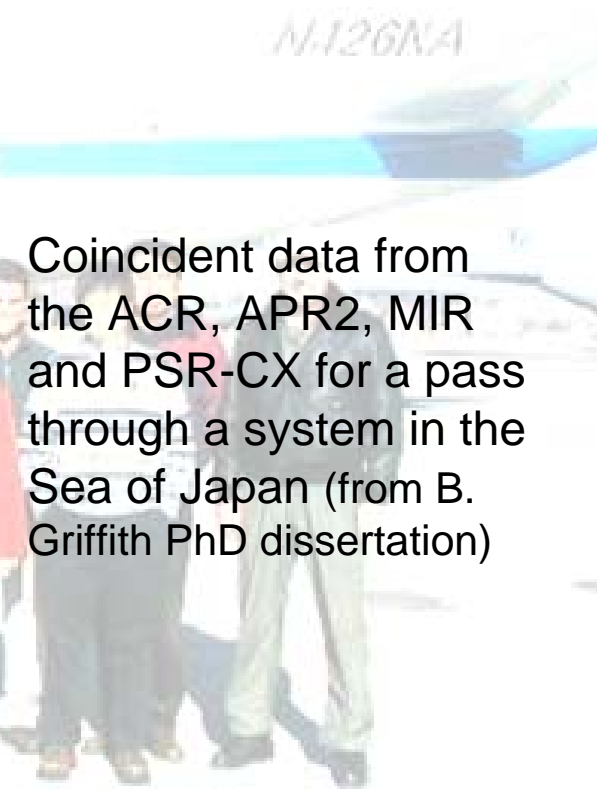 N426NA
Coincident data from
the ACR, APR2, MIR
and PSR-CX for a pass
through a system in the
Sea of Japan (from B.
Griffith PhD dissertation)